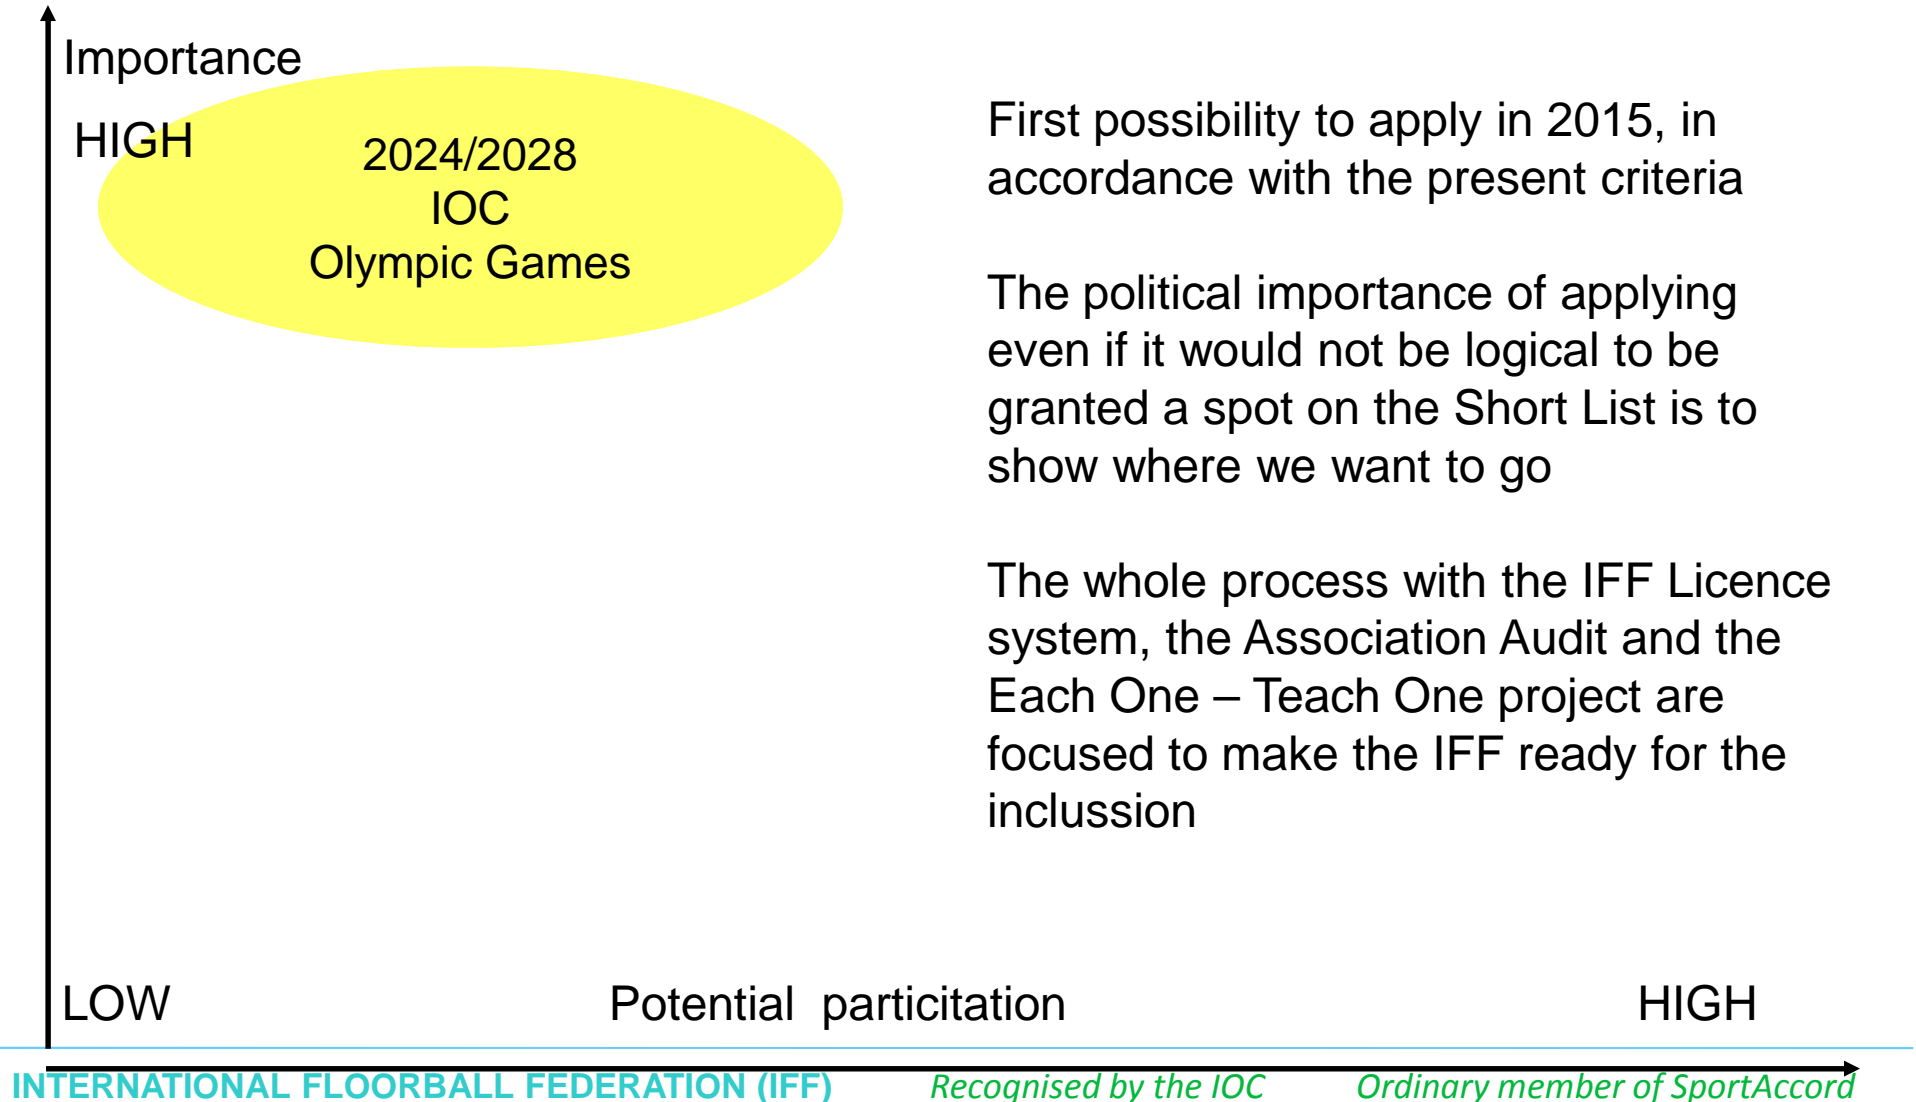 Importance
HIGH
2024/2028
IOC
Olympic Games
First possibility to apply in 2015, in
accordance with the present criteria
The political importance of applying
even if it would not be logical to be
granted a spot on the Short List is to
show where we want to go
The whole process with the IFF Licence
system, the Association Audit and the
Each One – Teach One project are
focused to make the IFF ready for the
inclussion
LOW
Potential particitation
HIGH
INTERNATIONAL FLOORBALL FEDERATION (IFF)
Recognised by the IOC
Ordinary member of SportAccord